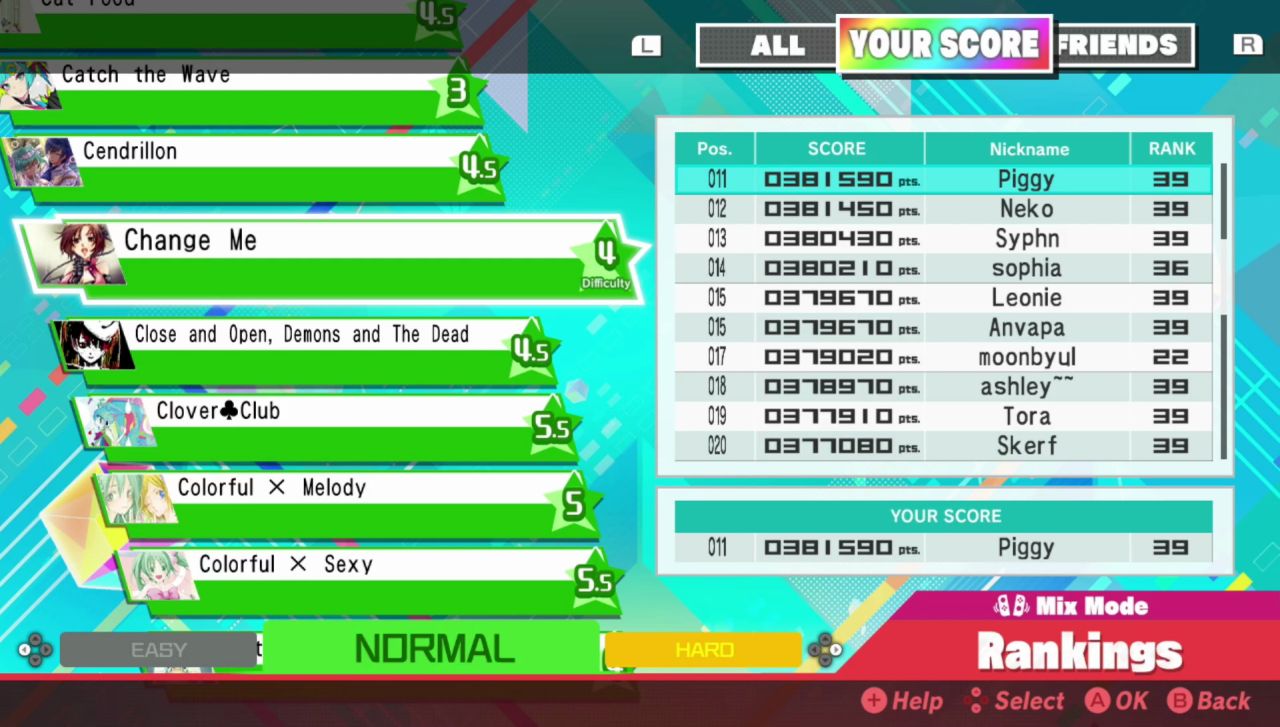 Cat Food
4.5
Catch the Wave
3
Cendrillon
4.5
Change Me
4
Difficulty
Close and Open, Demons and The Dead
4.5
Clover♣Club
5.5
Colorful × Melody
5
Colorful × Sexy
5.5
EASY
NORMAL
HARD
L
ALL
YOUR SCORE
FRIENDS
R
Pos. SCORE Nickname RANK
011 0381590 pts. Piggy 39
012 0381450 pts. Neko 39
013 0380430 pts. Syphn 39
014 0380210 pts. sophia 36
015 0379670 pts. Leonie 39
015 0379670 pts. Anvapa 39
017 0379020 pts. moonbyul 22
018 0378970 pts. ashley~~ 39
019 0377910 pts. Tora 39
020 0377080 pts. Skerf 39
YOUR SCORE
011 0381590 pts. Piggy 39
Mix Mode
Rankings
+ Help Select A OK B Back